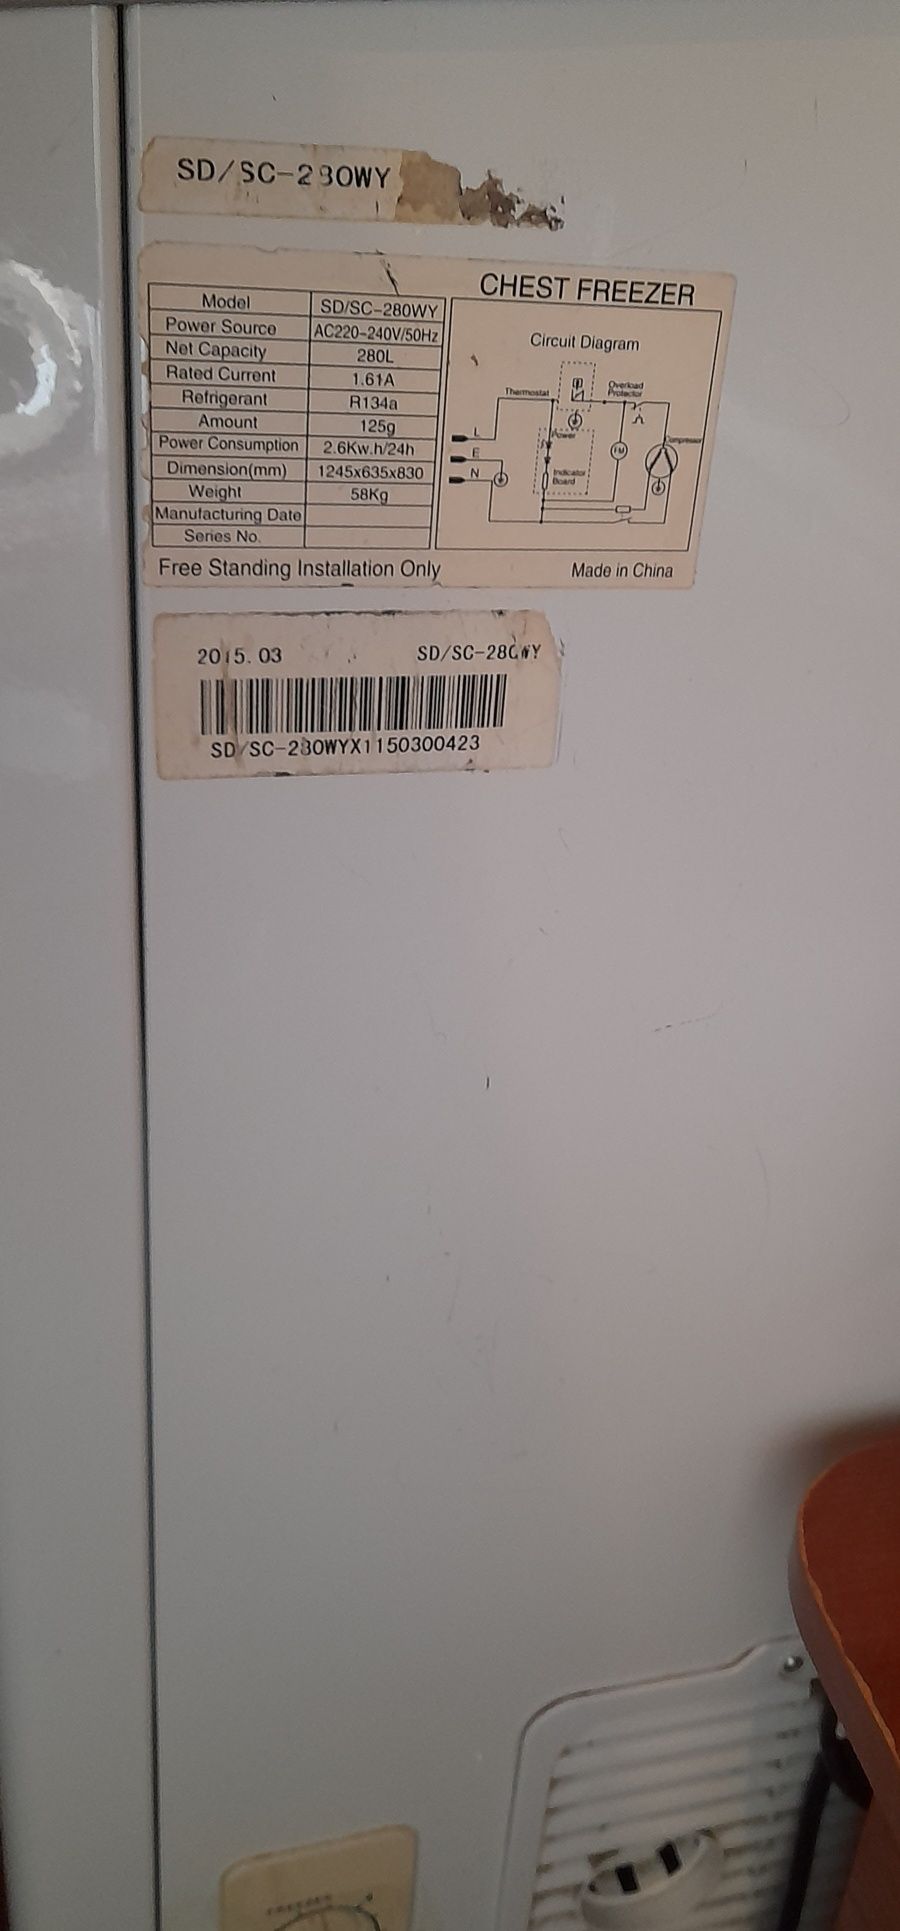 SD/SC-280WY
CHEST FREEZER
Model SD/SC-280WY
Power Source AC220-240V/50Hz
Net Capacity 280L
Rated Current 1.61A
Refrigerant R134a
Amount 125g
Power Consumption 2.6Kw.h/24h
Dimension(mm) 1245x635x830
Weight 58Kg
Manufacturing Date
Series No.
Circuit Diagram
Thermostat
Overload
Protector
L
Power
Compressor
E
N
Indicator
Board
Free Standing Installation Only
Made in China
2015.03 SD/SC-280WY
SD/SC-280WYX1150300423
FREEZER